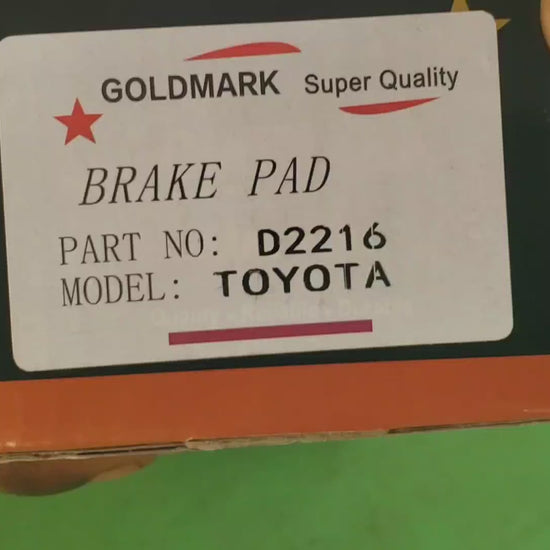 GOLDMARK Super Quality
BRAKE PAD
PART NO: D2216
MODEL: TOYOTA